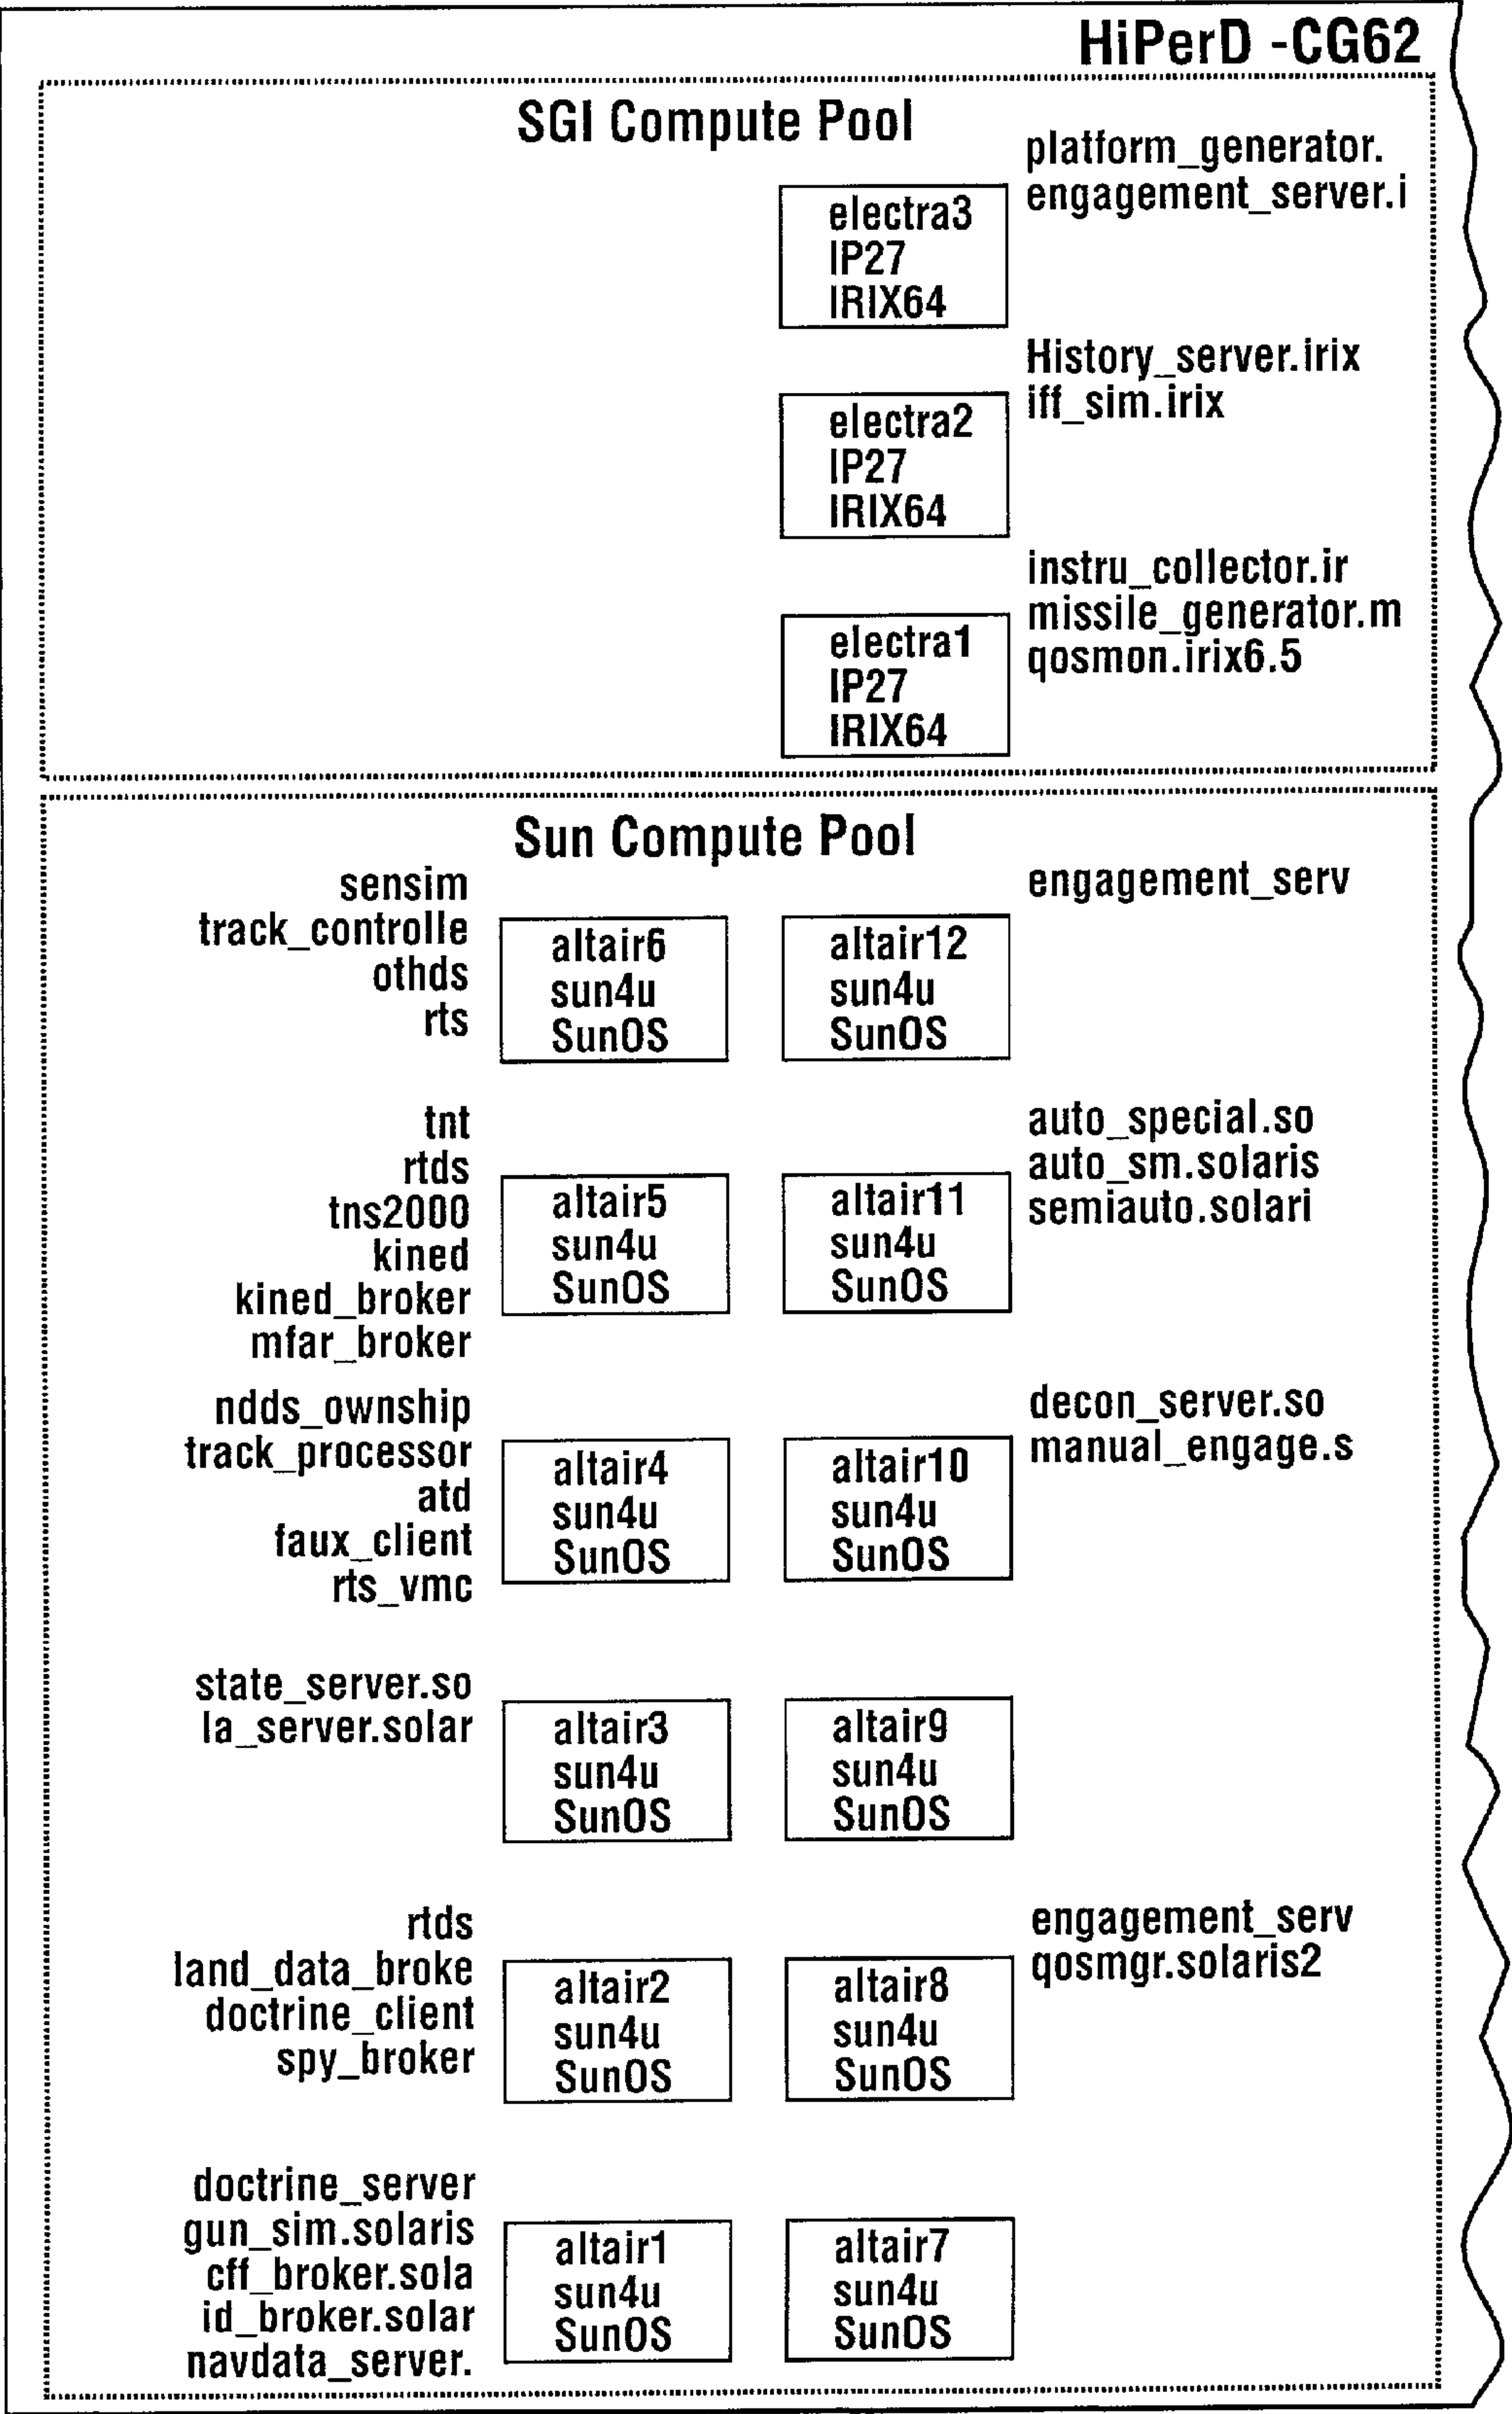 HiPerD -CG62
SGI Compute Pool
platform_generator.
engagement_server.i
electra3
IP27
IRIX64
History_server.irix
iff_sim.irix
electra2
IP27
IRIX64
instru_collector.ir
missile_generator.m
qosmon.irix6.5
electra1
IP27
IRIX64
Sun Compute Pool
sensim
track_controlle
othds
rts
altair6
sun4u
SunOS
altair12
sun4u
SunOS
engagement_serv
tnt
rtds
tns2000
kined
kined_broker
mfar_broker
altair5
sun4u
SunOS
altair11
sun4u
SunOS
auto_special.so
auto_sm.solaris
semiauto.solari
ndds_ownship
track_processor
atd
faux_client
rts_vmc
altair4
sun4u
SunOS
altair10
sun4u
SunOS
decon_server.so
manual_engage.s
state_server.so
la_server.solar
altair3
sun4u
SunOS
altair9
sun4u
SunOS
rtds
land_data_broke
doctrine_client
spy_broker
altair2
sun4u
SunOS
altair8
sun4u
SunOS
engagement_serv
qosmgr.solaris2
doctrine_server
gun_sim.solaris
cff_broker.sola
id_broker.solar
navdata_server.
altair1
sun4u
SunOS
altair7
sun4u
SunOS